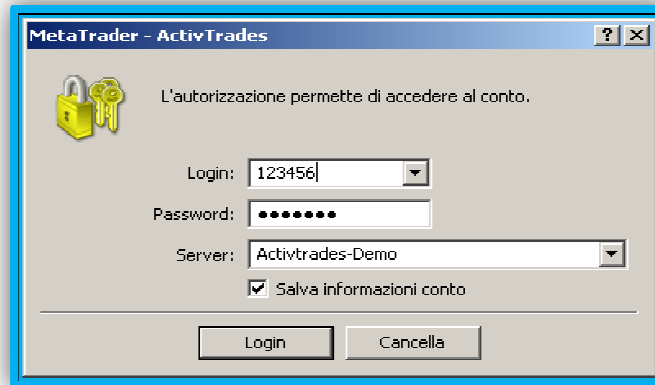 MetaTrader - ActivTrades
L'autorizzazione permette di accedere al conto.
Login: 123456
Password: •••••••
Server: Activtrades-Demo
Salva informazioni conto
Login Cancella